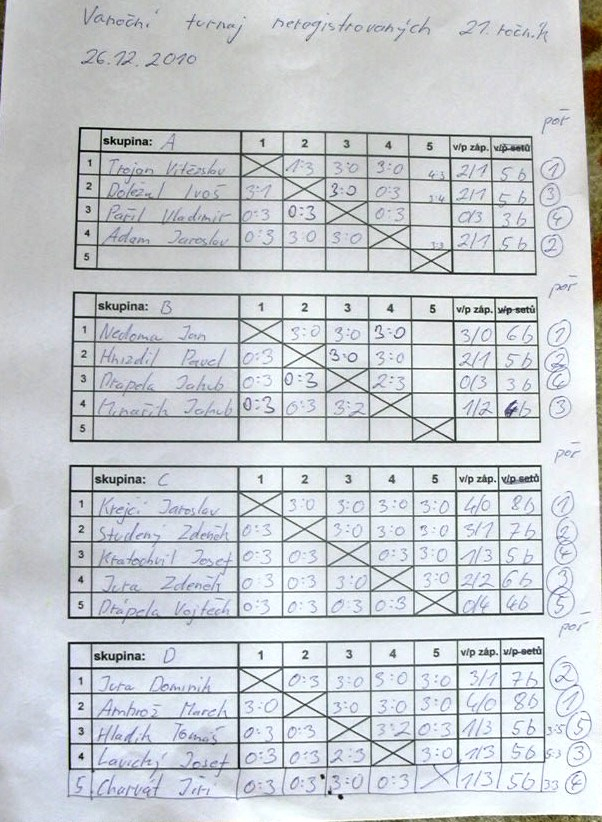 Vánoční turnaj neregistrovaných 21. ročník
26.12.2010
poř
skupina: A 1 2 3 4 5 v/p záp. v/p setů
1 Trojan Vítězslav 1:3 3:0 3:0 4:3 2/1 5b 1
2 Doležal Ivoš 3:1 3:0 0:3 3:4 2/1 5b 3
3 Pařil Vladimír 0:3 0:3 0:3 0/3 3b 4
4 Adam Jaroslav 0:3 3:0 3:0 3:3 2/1 5b 2
5
poř
skupina: B 1 2 3 4 5 v/p záp. v/p setů
1 Nedoma Jan 3:0 3:0 3:0 3/0 6b 1
2 Hnízdil Pavel 0:3 3:0 3:0 2/1 5b 2
3 Drápela Jakub 0:3 0:3 2:3 0/3 3b 4
4 Minařík Jakub 0:3 0:3 3:2 1/2 4b 3
5
poř
skupina: C 1 2 3 4 5 v/p záp. v/p setů
1 Krejčí Jaroslav 3:0 3:0 3:0 3:0 4/0 8b 1
2 Studený Zdeněk 0:3 3:0 3:0 3:0 3/1 7b 2
3 Kratochvil Josef 0:3 0:3 0:3 3:0 1/3 5b 4
4 Jura Zdeněk 0:3 0:3 3:0 3:0 2/2 6b 3
5 Drápela Vojtěch 0:3 0:3 0:3 0:3 0/4 4b 5
poř
skupina: D 1 2 3 4 5 v/p záp. v/p setů
1 Jura Dominik 0:3 3:0 3:0 3:0 3/1 7b 2
2 Ambrož Marek 3:0 3:0 3:0 3:0 4/0 8b 1
3 Hladík Tomáš 0:3 0:3 3:2 0:3 1/3 5b 3:5 5
4 Lavický Josef 0:3 0:3 2:3 3:0 1/3 5b 5:3 3
5 Charvát Jiří 0:3 0:3 3:0 0:3 1/3 5b 3:3 4